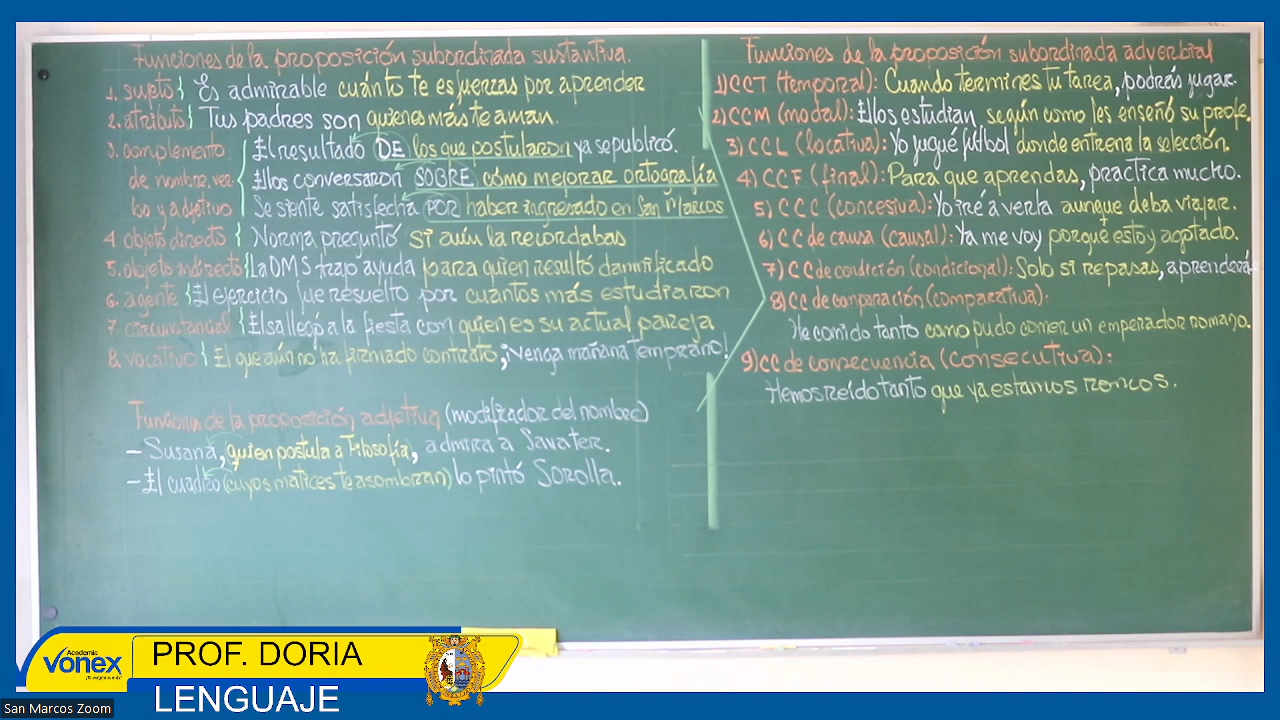 Funciones de la proposición subordinada sustantiva.
1. sujeto { Es admirable cuánto te esfuerzas por aprender
2. atributo { Tus padres son quienes más te aman.
3. complemento { El resultado DE los que postularon ya se publicó.
de nombre, ver- Ellos conversaron SOBRE cómo mejorar ortografía
bo y adjetivo Se siente satisfecha POR haber ingresado en San Marcos
4 objeto directo { Norma preguntó si aún la recordabas
5. objeto indirecto { La OMS trajo ayuda para quien resultó damnificado
6. agente { El ejercicio fue resuelto por cuantos más estudiaron
7 circunstancial { Elsa llegó a la fiesta con quien es su actual pareja
8. vocativo { El que aún no ha firmado contrato, ¡venga mañana temprano!
Funciones de la proposición adjetiva (modificador del nombre)
- Susana, quien postula a Filosofía, admira a Savater.
- El cuadro (cuyos matices te asombran) lo pintó Sorolla.
Funciones de la proposición subordinada adverbial
1) CCT (temporal): Cuando termines tu tarea, podrás jugar.
2) CCM (modal): Ellos estudian según como les enseñó su profe.
3) CCL (locativa): Yo jugué fútbol donde entrena la selección.
4) CCF (final): Para que aprendas, practica mucho.
5) CCC (concesiva): Yo iré a verla aunque deba viajar.
6) CC de causa (causal): Ya me voy porque estoy agotado.
7) CC de condición (condicional): Solo si repasas, aprenderá-
8) CC de comparación (comparativa):
He comido tanto como pudo comer un emperador romano.
9) CC de consecuencia (consecutiva):
Hemos reído tanto que ya estamos roncos.
Academia
vonex
PROF. DORIA
LENGUAJE
San Marcos Zoom